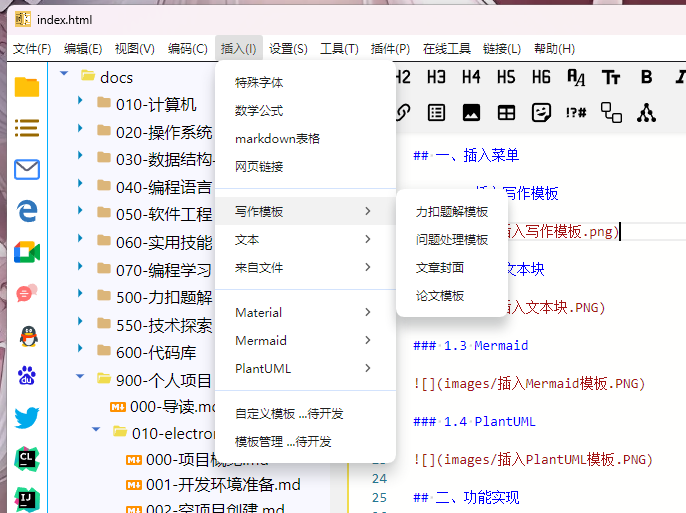 index.html
文件(F) 编辑(E) 视图(V) 编码(C) 插入(I) 设置(S) 工具(T) 插件(P) 在线工具 链接(L) 帮助(H)
docs
010-计算机
020-操作系统
030-数据结构
040-编程语言
050-软件工程
060-实用技能
070-编程学习
500-力扣题解
550-技术探索
600-代码库
900-个人项目
000-导读.md
010-electron
000-项目概览.md
001-开发环境准备.md
002-空项目创建.md
特殊字体
数学公式
markdown表格
网页链接
写作模板
文本
来自文件
Material
Mermaid
PlantUML
自定义模板 ...待开发
模板管理 ...待开发
力扣题解模板
问题处理模板
文章封面
论文模板
H2 H3 H4 H5 H6 AA TT B I
!?#
## 一、插入菜单
插入写作模板
插入写作模板.png)
文本块
插入文本块.PNG)
### 1.3 Mermaid
![](images/插入Mermaid模板.PNG)
### 1.4 PlantUML
![](images/插入PlantUML模板.PNG)
24
25 ## 二、功能实现
CL
IJ